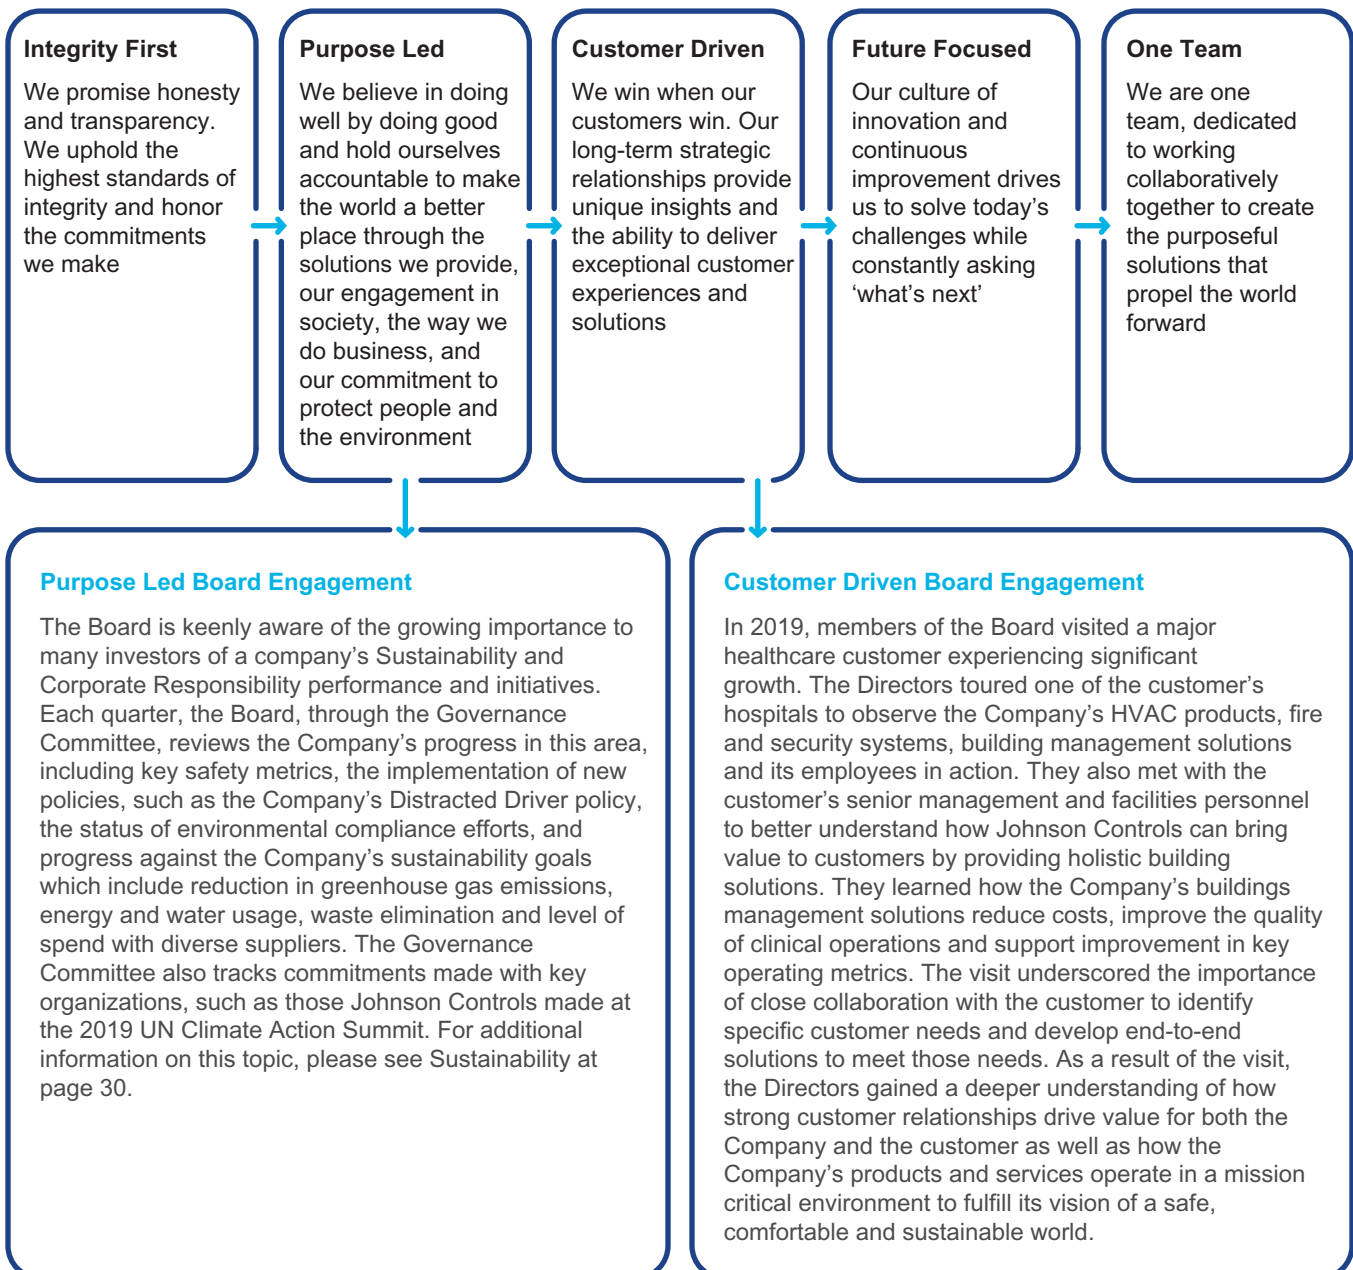 Integrity First
We promise honesty
and transparency.
We uphold the
highest standards of
integrity and honor
the commitments
we make
Purpose Led
We believe in doing
well by doing good
and hold ourselves
accountable to make
the world a better
place through the
solutions we provide,
our engagement in
society, the way we
do business, and
our commitment to
protect people and
the environment
Customer Driven
We win when our
customers win. Our
long-term strategic
relationships provide
unique insights and
the ability to deliver
exceptional customer
experiences and
solutions
Future Focused
Our culture of
innovation and
continuous
improvement drives
us to solve today’s
challenges while
constantly asking
‘what’s next’
One Team
We are one
team, dedicated
to working
collaboratively
together to create
the purposeful
solutions that
propel the world
forward
Purpose Led Board Engagement
The Board is keenly aware of the growing importance to
many investors of a company’s Sustainability and
Corporate Responsibility performance and initiatives.
Each quarter, the Board, through the Governance
Committee, reviews the Company’s progress in this area,
including key safety metrics, the implementation of new
policies, such as the Company’s Distracted Driver policy,
the status of environmental compliance efforts, and
progress against the Company’s sustainability goals
which include reduction in greenhouse gas emissions,
energy and water usage, waste elimination and level of
spend with diverse suppliers. The Governance
Committee also tracks commitments made with key
organizations, such as those Johnson Controls made at
the 2019 UN Climate Action Summit. For additional
information on this topic, please see Sustainability at
page 30.
Customer Driven Board Engagement
In 2019, members of the Board visited a major
healthcare customer experiencing significant
growth. The Directors toured one of the customer’s
hospitals to observe the Company’s HVAC products, fire
and security systems, building management solutions
and its employees in action. They also met with the
customer’s senior management and facilities personnel
to better understand how Johnson Controls can bring
value to customers by providing holistic building
solutions. They learned how the Company’s buildings
management solutions reduce costs, improve the quality
of clinical operations and support improvement in key
operating metrics. The visit underscored the importance
of close collaboration with the customer to identify
specific customer needs and develop end-to-end
solutions to meet those needs. As a result of the visit,
the Directors gained a deeper understanding of how
strong customer relationships drive value for both the
Company and the customer as well as how the
Company’s products and services operate in a mission
critical environment to fulfill its vision of a safe,
comfortable and sustainable world.